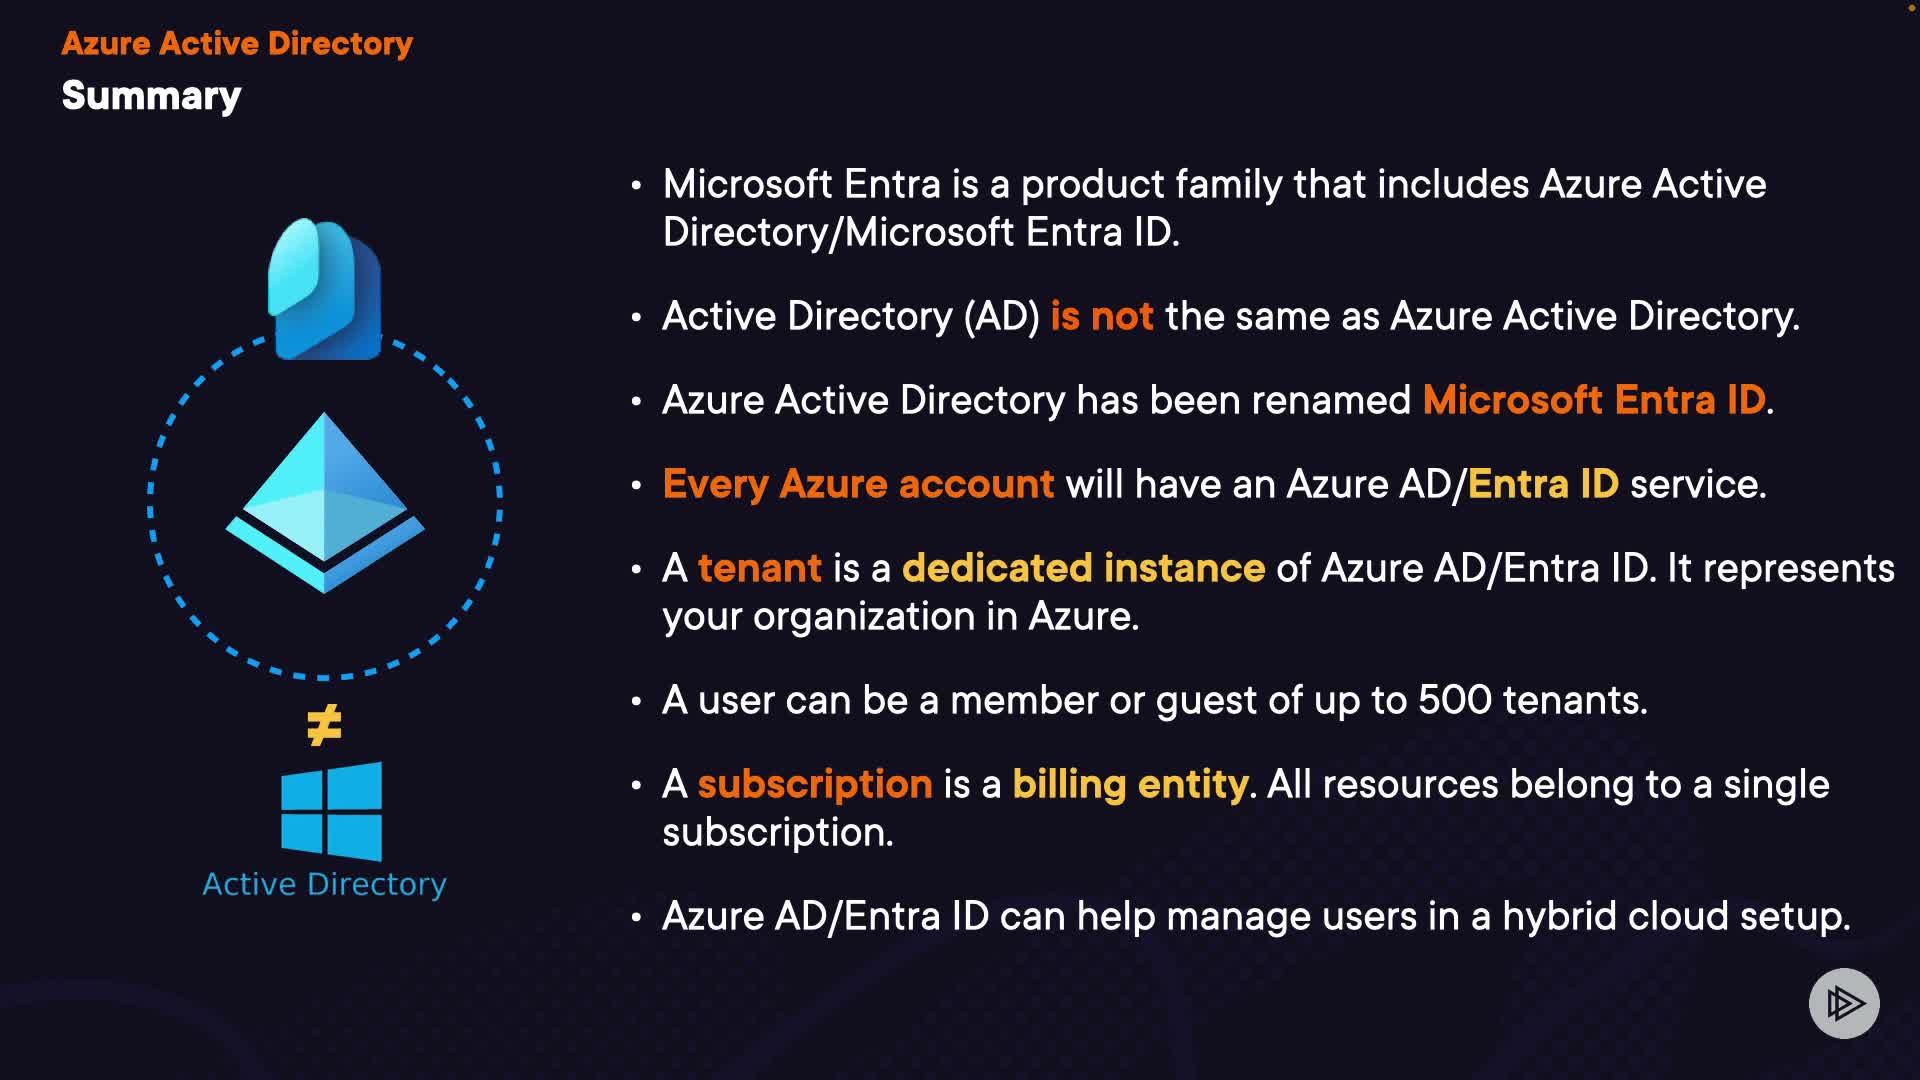 Azure Active Directory
Summary
• Microsoft Entra is a product family that includes Azure Active
Directory/Microsoft Entra ID.
• Active Directory (AD) is not the same as Azure Active Directory.
• Azure Active Directory has been renamed Microsoft Entra ID.
• Every Azure account will have an Azure AD/Entra ID service.
• A tenant is a dedicated instance of Azure AD/Entra ID. It represents
your organization in Azure.
• A user can be a member or guest of up to 500 tenants.
• A subscription is a billing entity. All resources belong to a single
subscription.
• Azure AD/Entra ID can help manage users in a hybrid cloud setup.
≠
Active Directory